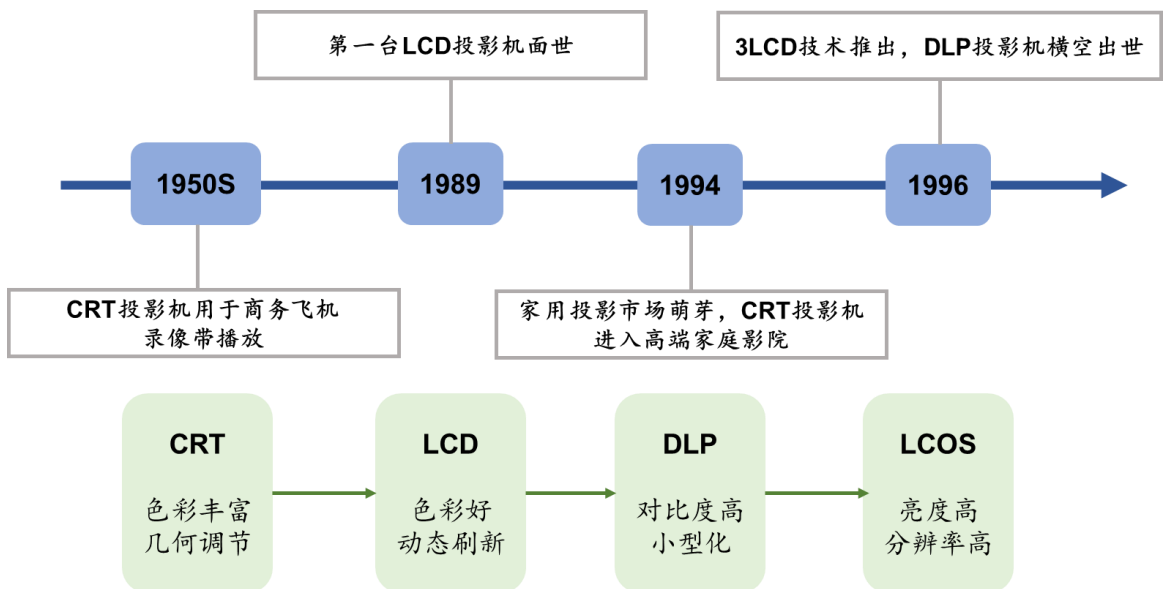 第一台LCD投影机面世
3LCD技术推出，DLP投影机横空出世
1950S
1989
1994
1996
CRT投影机用于商务飞机
录像带播放
家用投影市场萌芽，CRT投影机
进入高端家庭影院
CRT
色彩丰富
几何调节
LCD
色彩好
动态刷新
DLP
对比度高
小型化
LCOS
亮度高
分辨率高